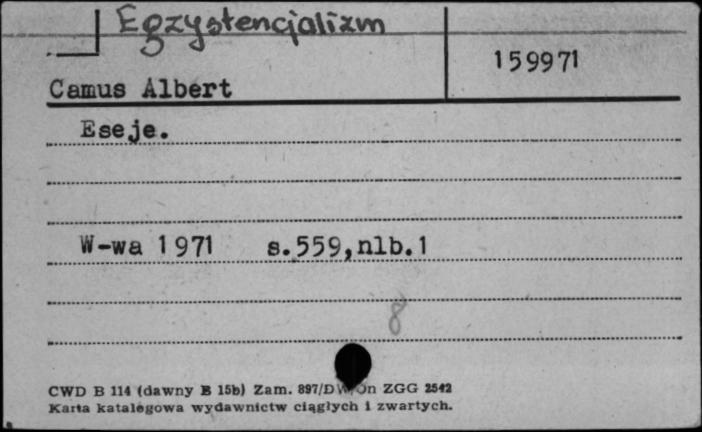 Egzystencjalizm
159971
Camus Albert
Eseje.
W-wa 1971 s.559,nlb.1
8
CWD B 114 (dawny B 15b) Zam. 897/DW/On ZGG 2542
Karta katalogowa wydawnictw ciągłych i zwartych.